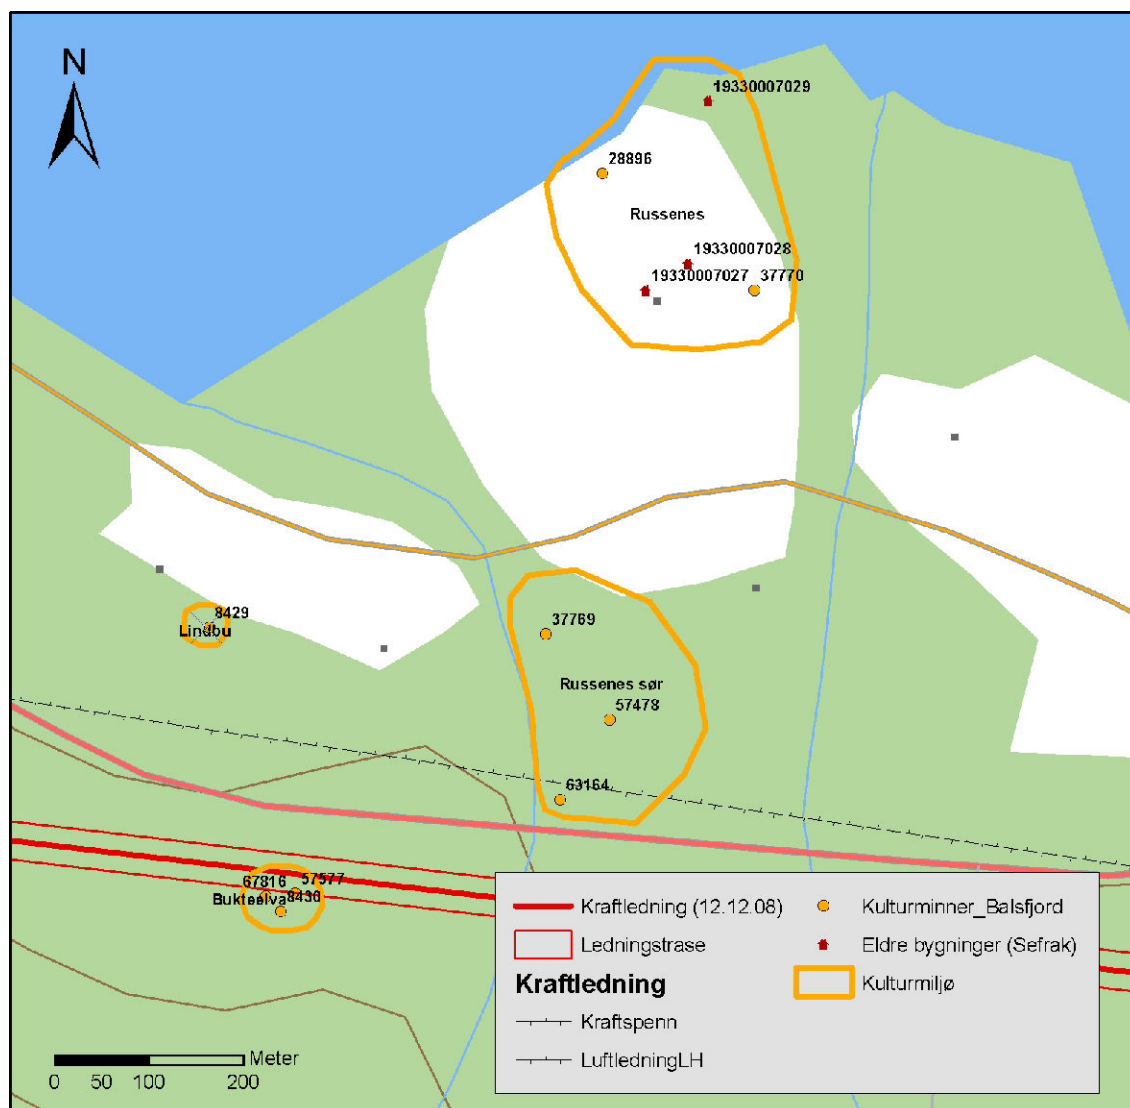 N
19330007029
28896
Russenes
19330007028
19330007027
37770
8429
Lindbu
37769
Russenes sør
57478
63164
67816
57577
8430
Kraftledning (12.12.08)
Ledningstrase
Kraftledning
Kraftspenn
LuftledningLH
Kulturminner_Balsfjord
Eldre bygninger (Sefrak)
Kulturmiljø
Meter
0 50 100 200